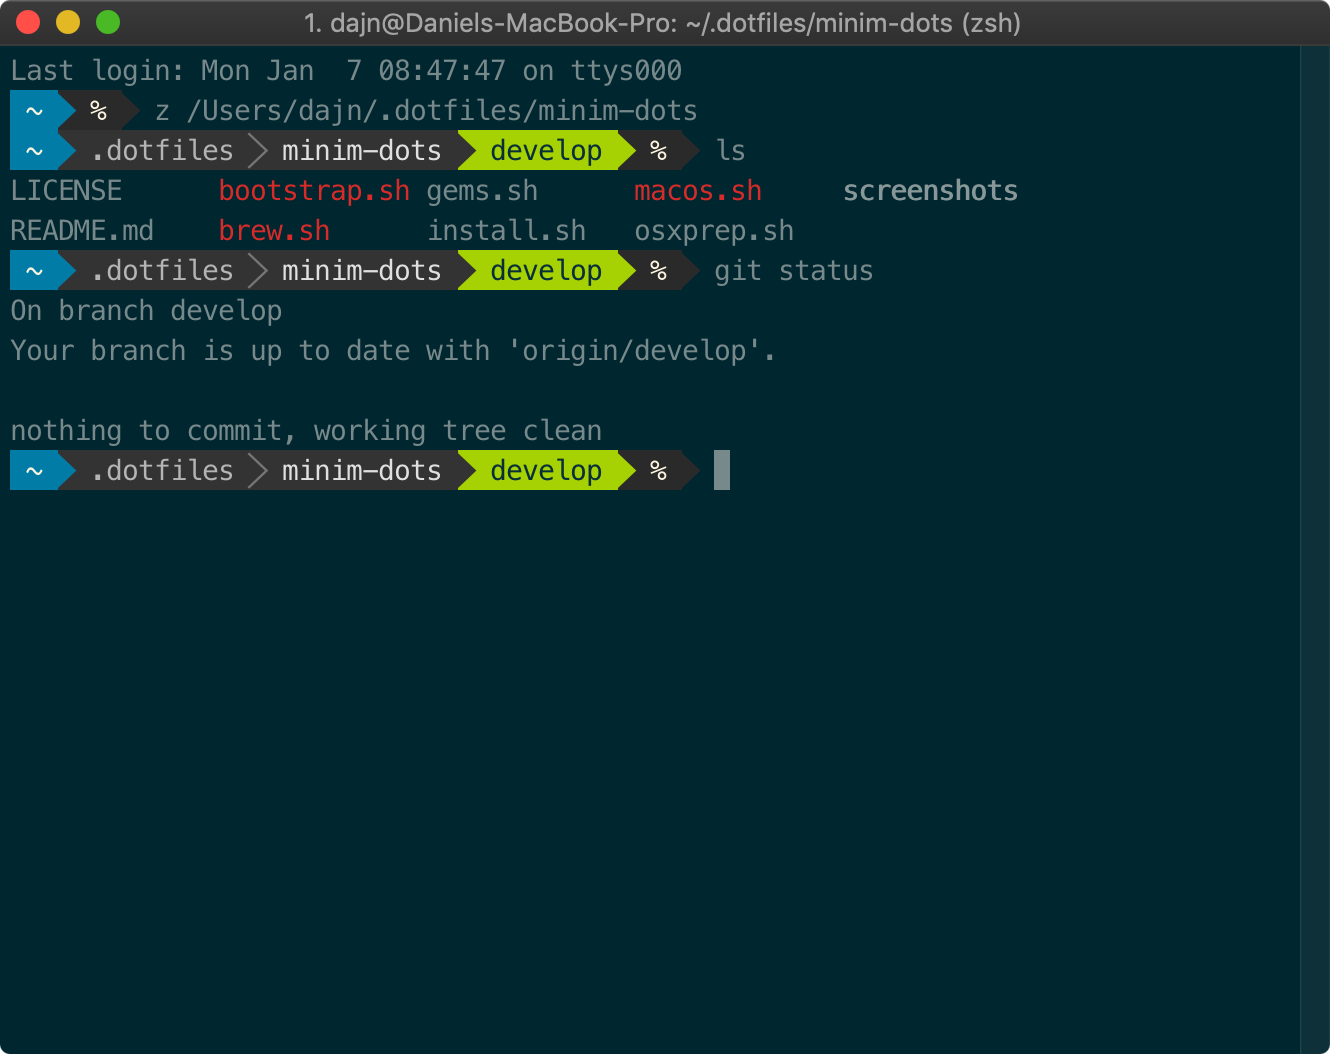 1. dajn@Daniels-MacBook-Pro: ~/.dotfiles/minim-dots (zsh)
Last login: Mon Jan  7 08:47:47 on ttys000
~ % z /Users/dajn/.dotfiles/minim-dots
~ .dotfiles minim-dots develop % ls
LICENSE      bootstrap.sh gems.sh      macos.sh     screenshots
README.md    brew.sh      install.sh   osxprep.sh
~ .dotfiles minim-dots develop % git status
On branch develop
Your branch is up to date with 'origin/develop'.

nothing to commit, working tree clean
~ .dotfiles minim-dots develop %